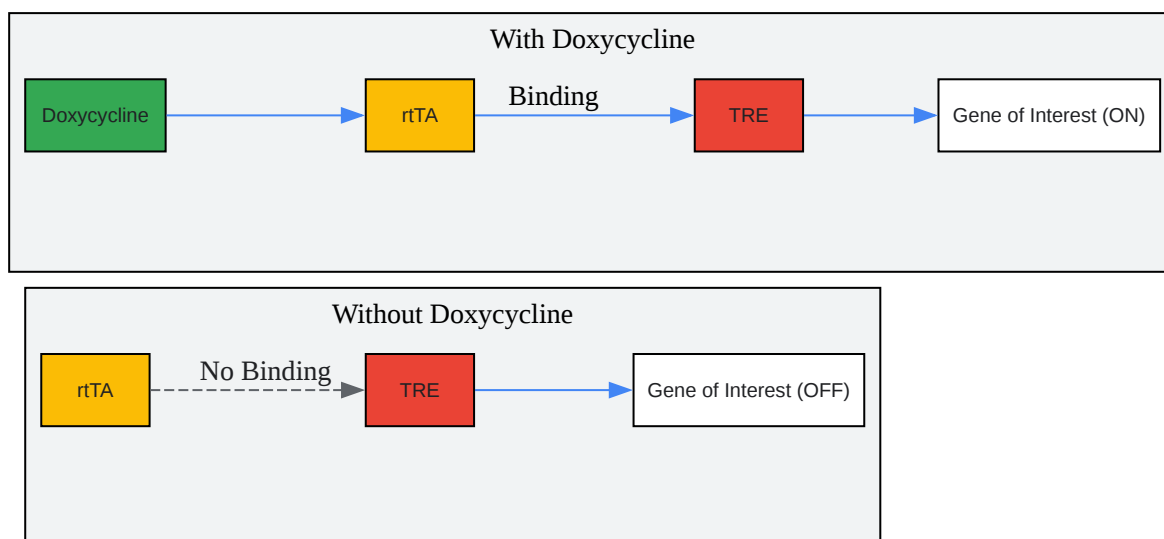 With Doxycycline
Doxycycline
rtTA
Binding
TRE
Gene of Interest (ON)
Without Doxycycline
rtTA
No Binding
TRE
Gene of Interest (OFF)